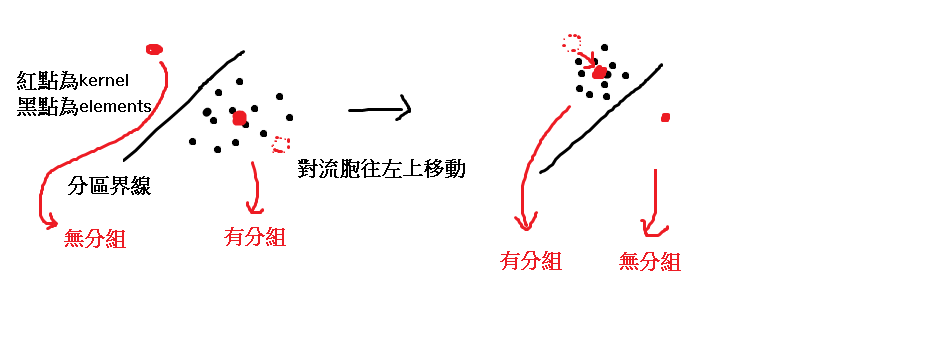 紅點為kernel
黑點為elements
分區界線
對流胞往左上移動
無分組
有分組
有分組
無分組